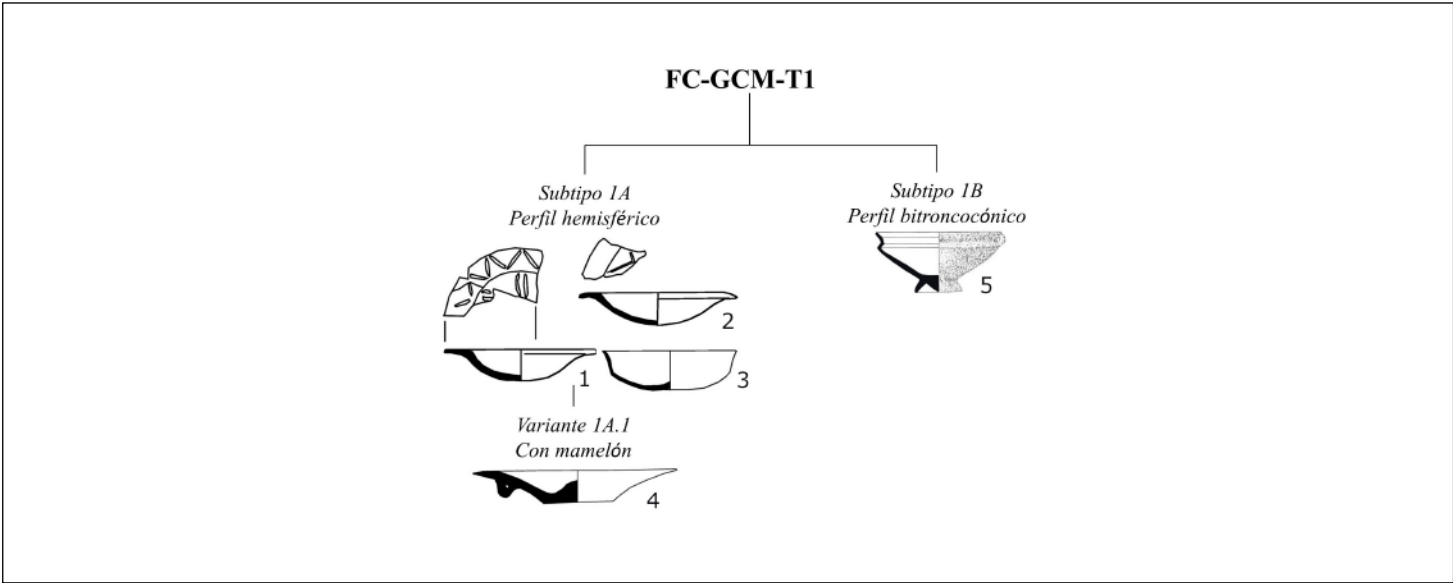 FC-GCM-T1
Subtipo 1A
Perfil hemisférico
Subtipo 1B
Perfil bitroncocónico
5
2
1
3
Variante 1A.1
Con mamelón
4